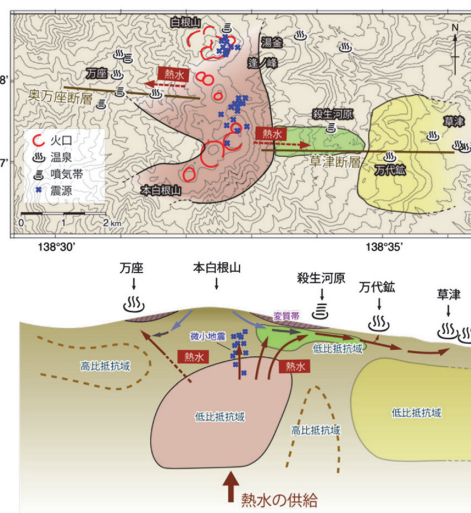 白根山
湯釜
逢ノ峰
8'
万座
熱水
奥万座断層
殺生河原
草津
火口
温泉
噴気帯
震源
熱水
草津断層
万代鉱
7'
本白根山
N
0 1 2 km
138°30'
138°35'
万座
本白根山
殺生河原
万代鉱
草津
変質帯
微小地震
低比抵抗域
高比抵抗域
熱水
熱水
低比抵抗域
高比抵抗域
低比抵抗域
熱水の供給